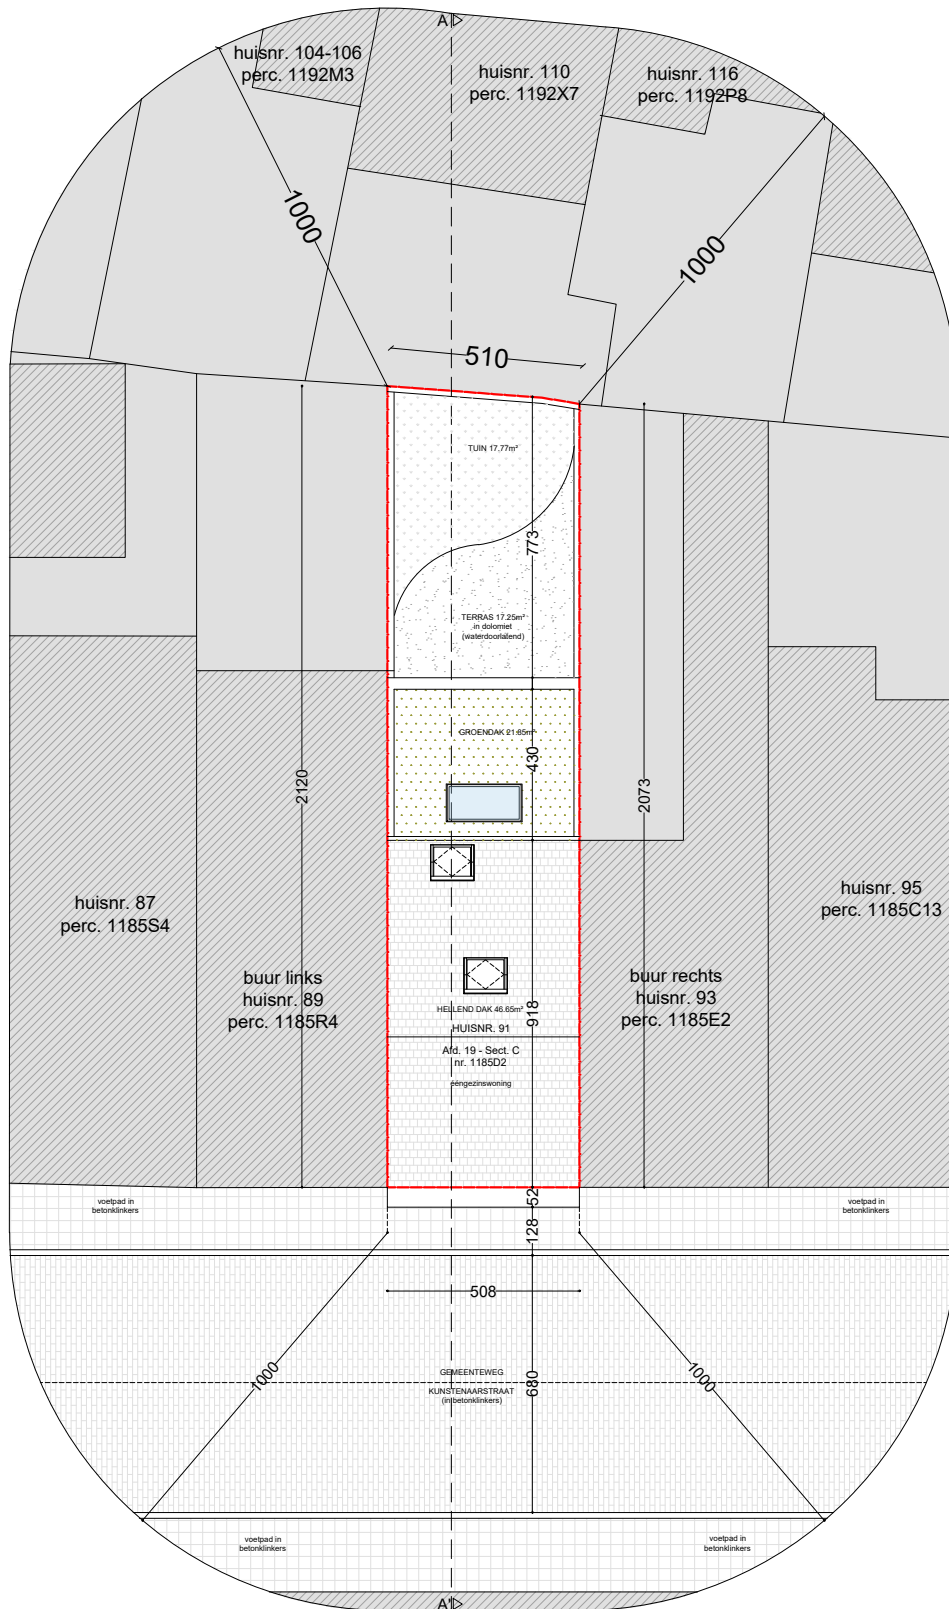 A
huisnr. 104-106
perc. 1192M3
huisnr. 110
perc. 1192X7
huisnr. 116
perc. 1192P8
1000
1000
510
TUIN 17.77m²
773
TERRAS 17.25m²
in dolomiet
(waterdoorlatend)
GROENDAK 21.85m²
430
2120
2073
huisnr. 87
perc. 1185S4
huisnr. 95
perc. 1185C13
buur links
huisnr. 89
perc. 1185R4
buur rechts
huisnr. 93
perc. 1185E2
HELLEND DAK 46.65m²
918
HUISNR. 91
Afd. 19 - Sect. C
nr. 1185D2
eengezinswoning
52
voetpad in
betonklinkers
voetpad in
betonklinkers
128
508
1000
1000
GEMEENTEWEG
680
KUNSTENAARSTRAAT
(in betonklinkers)
voetpad in
betonklinkers
voetpad in
betonklinkers
A'